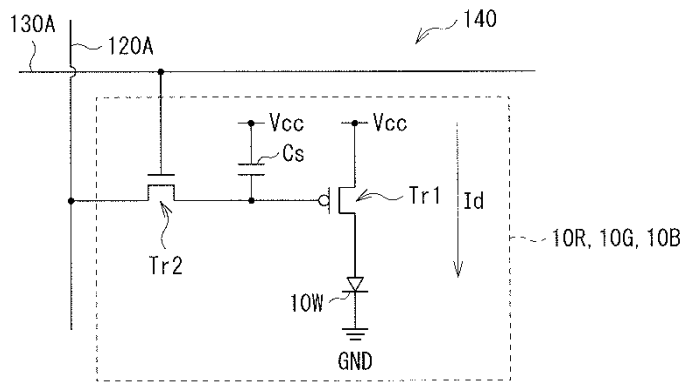 130A
120A
140
Vcc
Vcc
Cs
Tr1
Id
Tr2
10R, 10G, 10B
10W
GND